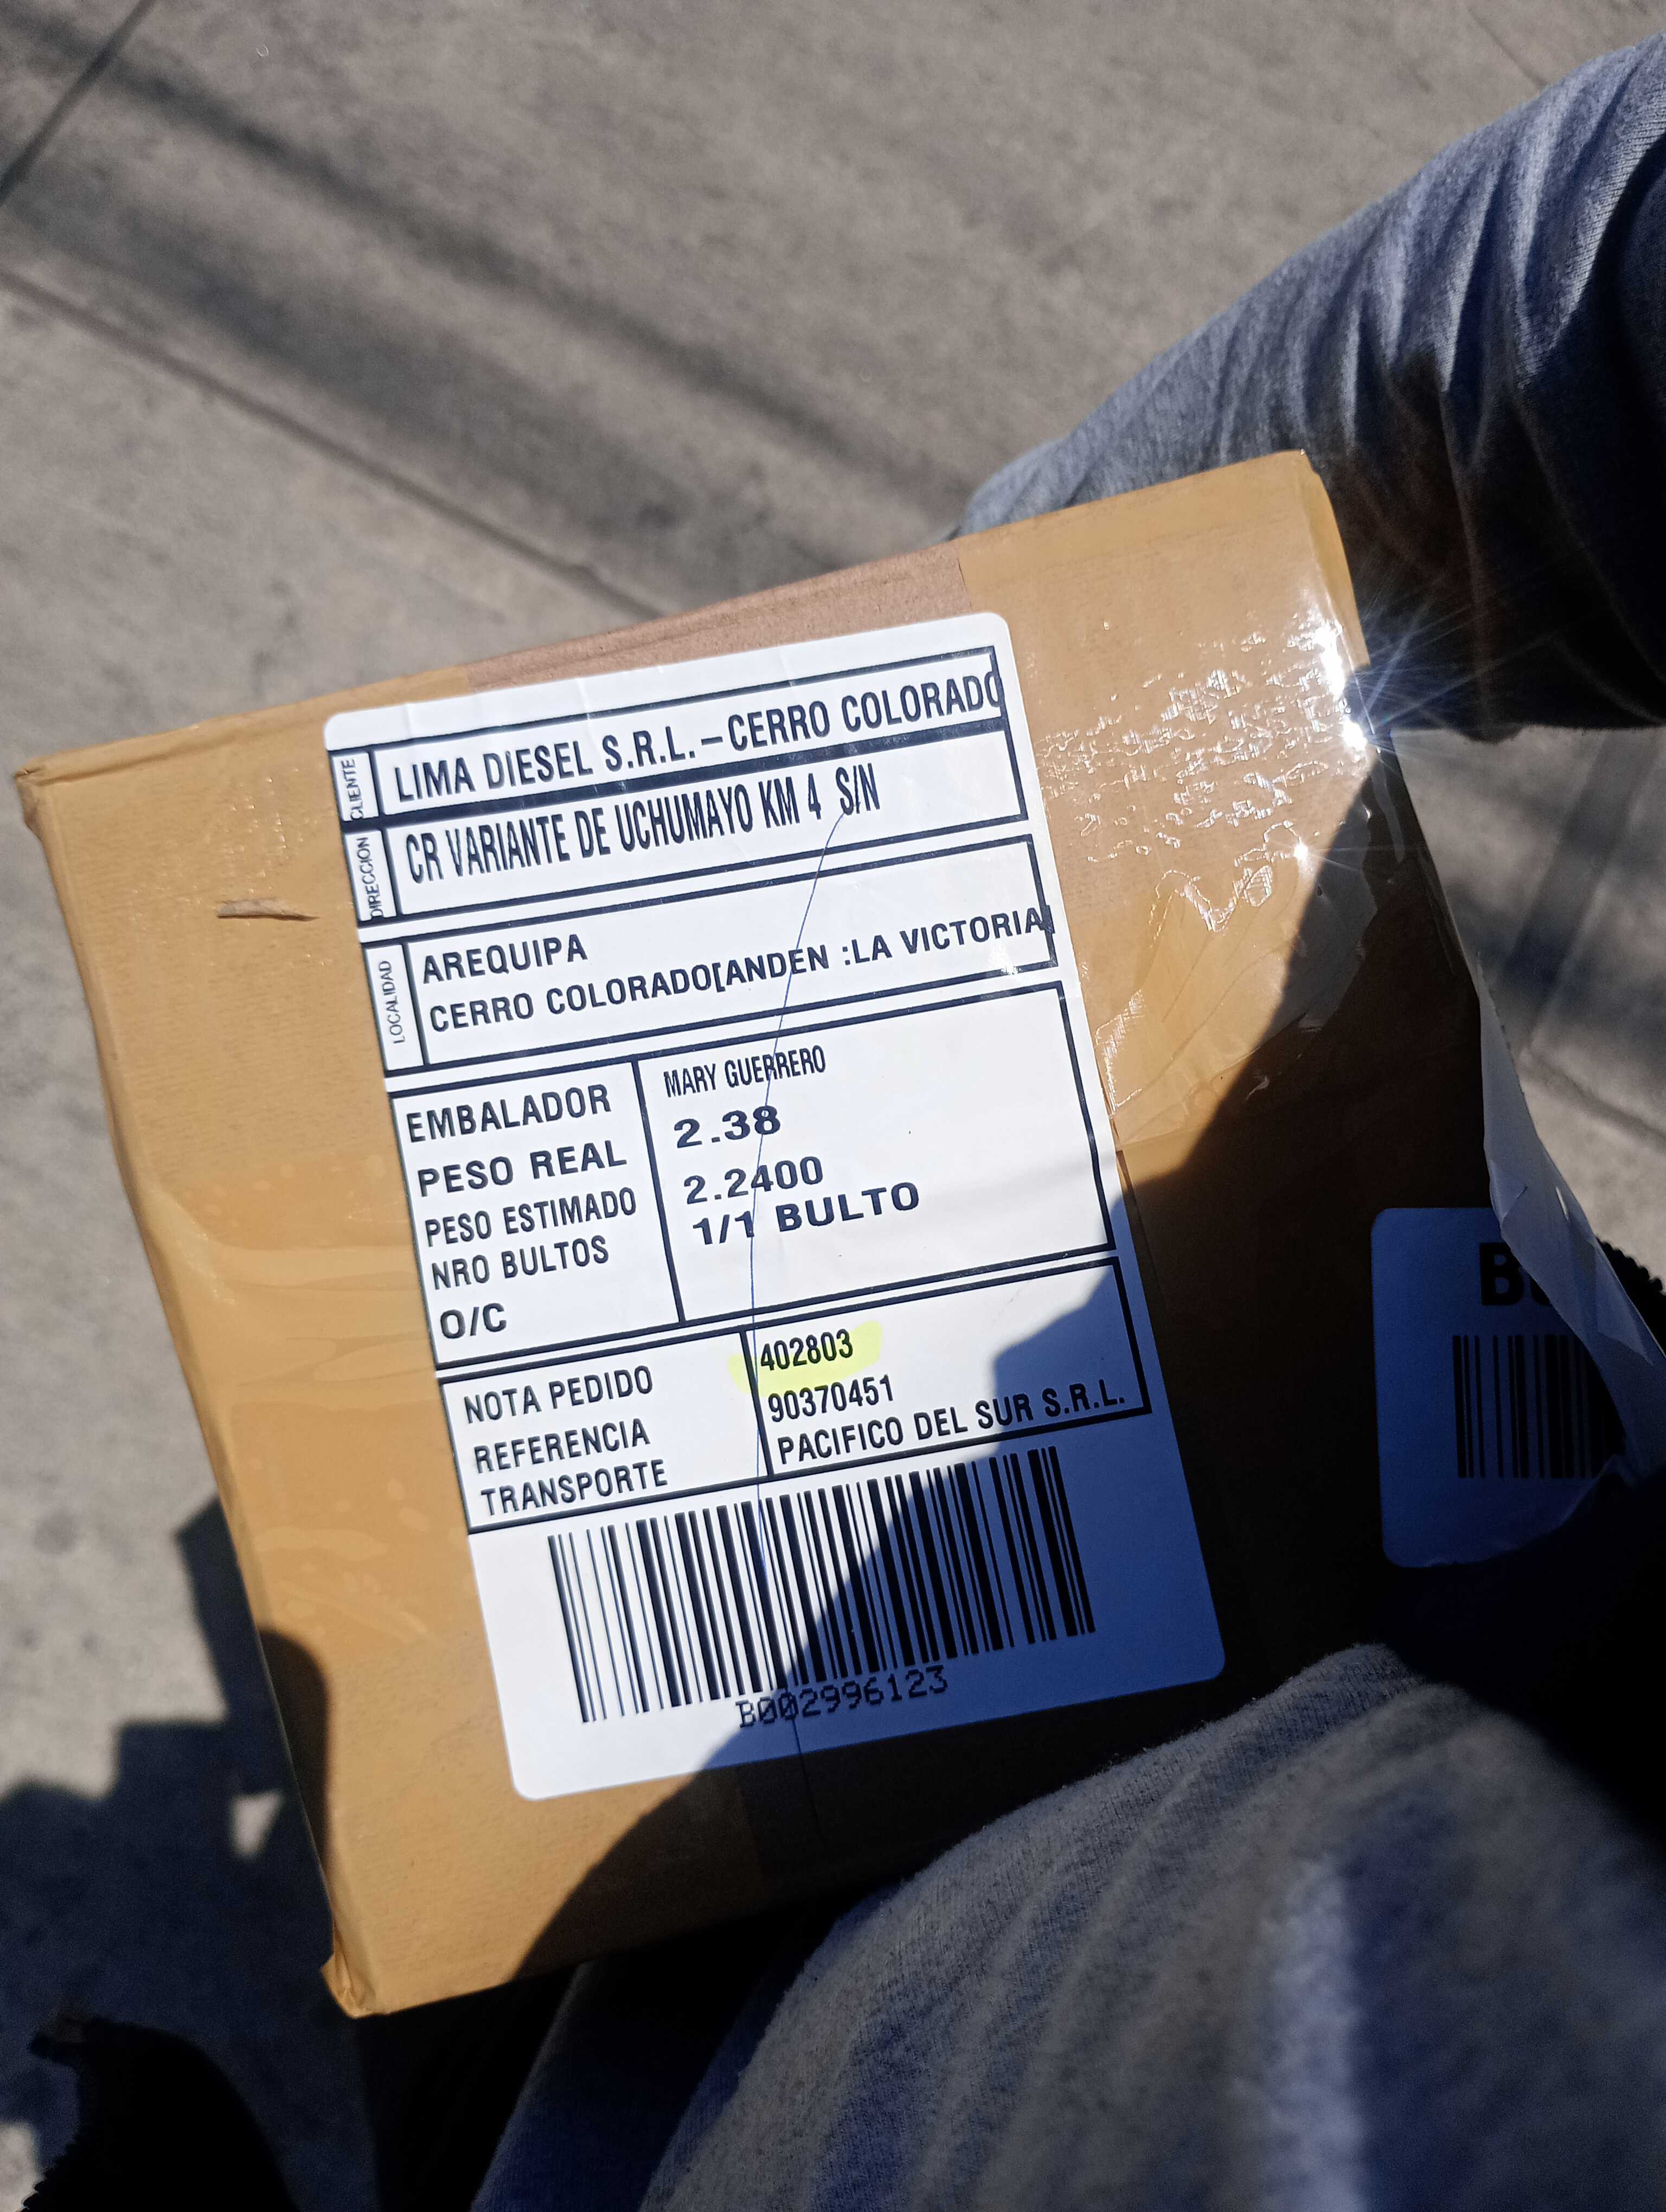 CLIENTE
LIMA DIESEL S.R.L.-CERRO COLORADO
DIRECCION
CR VARIANTE DE UCHUMAYO KM 4 S/N
LOCALIDAD
AREQUIPA
CERRO COLORADO[ANDEN :LA VICTORIA
EMBALADOR MARY GUERRERO
PESO REAL 2.38
PESO ESTIMADO 2.2400
NRO BULTOS 1/1 BULTO
O/C
NOTA PEDIDO 402803
REFERENCIA 90370451
TRANSPORTE PACIFICO DEL SUR S.R.L.
B002996123